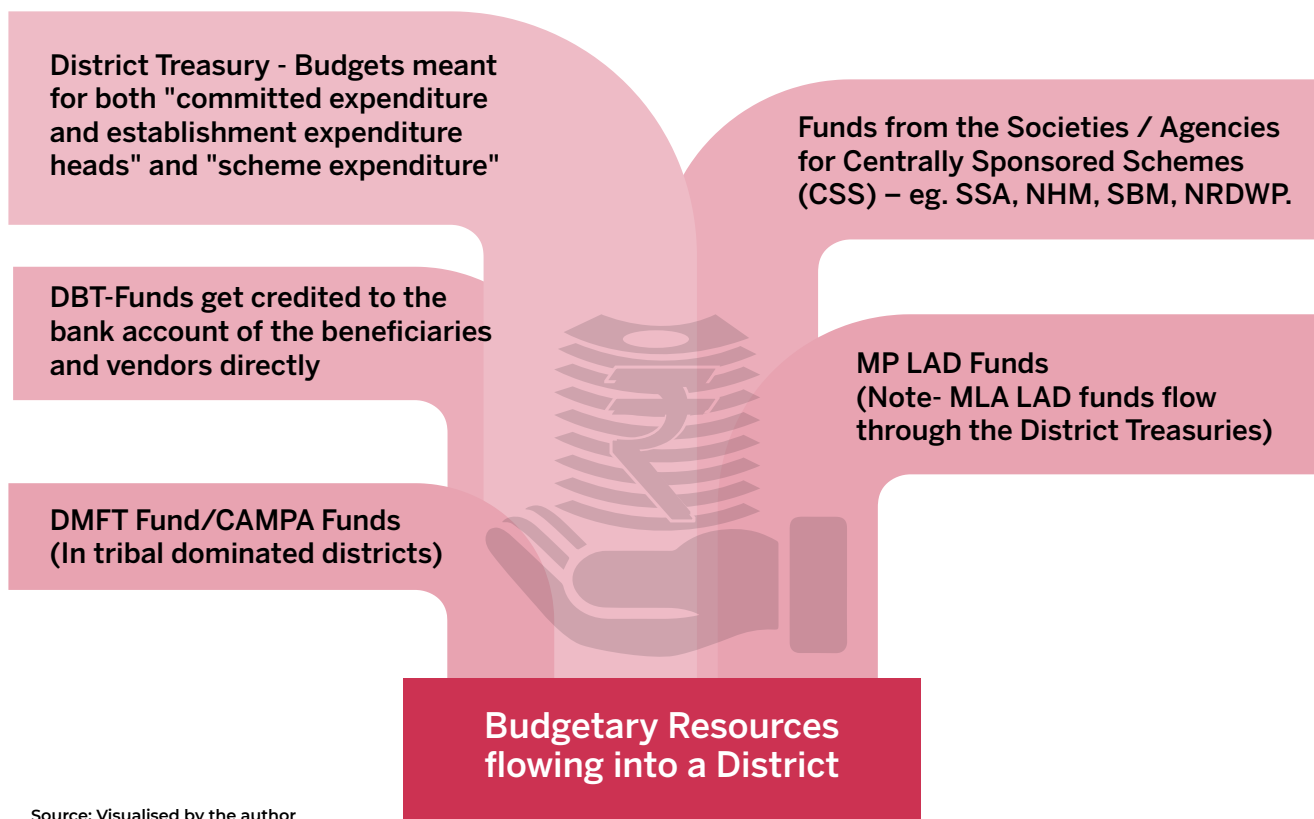 District Treasury - Budgets meant
for both "committed expenditure
and establishment expenditure
heads" and "scheme expenditure"
DBT-Funds get credited to the
bank account of the beneficiaries
and vendors directly
DMFT Fund/CAMPA Funds
(In tribal dominated districts)
Funds from the Societies / Agencies
for Centrally Sponsored Schemes
(CSS) – eg. SSA, NHM, SBM, NRDWP.
MP LAD Funds
(Note- MLA LAD funds flow
through the District Treasuries)
₹
Budgetary Resources
flowing into a District
Source: Visualised by the author